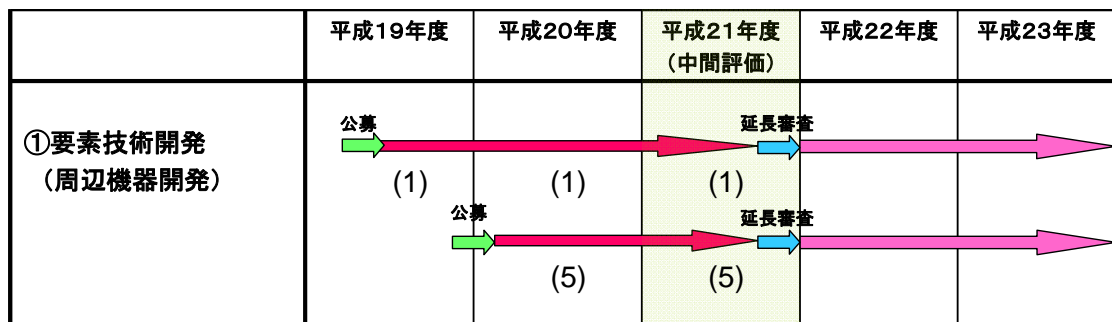 平成19年度 平成20年度 平成21年度 平成22年度 平成23年度
(中間評価)
公募 延長審査
①要素技術開発
(周辺機器開発)
(1) (1) (1)
公募 延長審査
(5) (5)